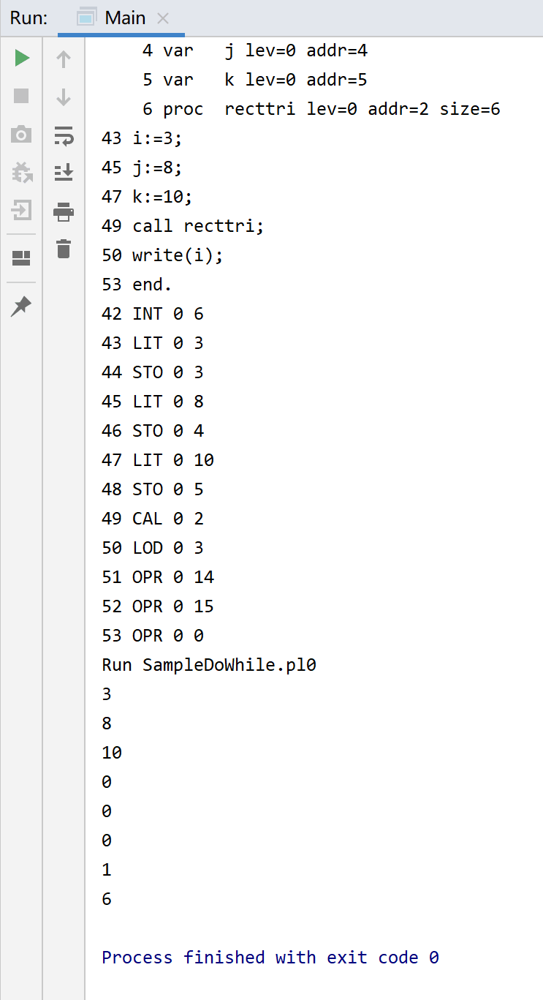 Run: Main
4 var   j lev=0 addr=4
5 var   k lev=0 addr=5
6 proc  recttri lev=0 addr=2 size=6
43 i:=3;
45 j:=8;
47 k:=10;
49 call recttri;
50 write(i);
53 end.
42 INT 0 6
43 LIT 0 3
44 STO 0 3
45 LIT 0 8
46 STO 0 4
47 LIT 0 10
48 STO 0 5
49 CAL 0 2
50 LOD 0 3
51 OPR 0 14
52 OPR 0 15
53 OPR 0 0
Run SampleDoWhile.pl0
3
8
10
0
0
0
1
6
Process finished with exit code 0